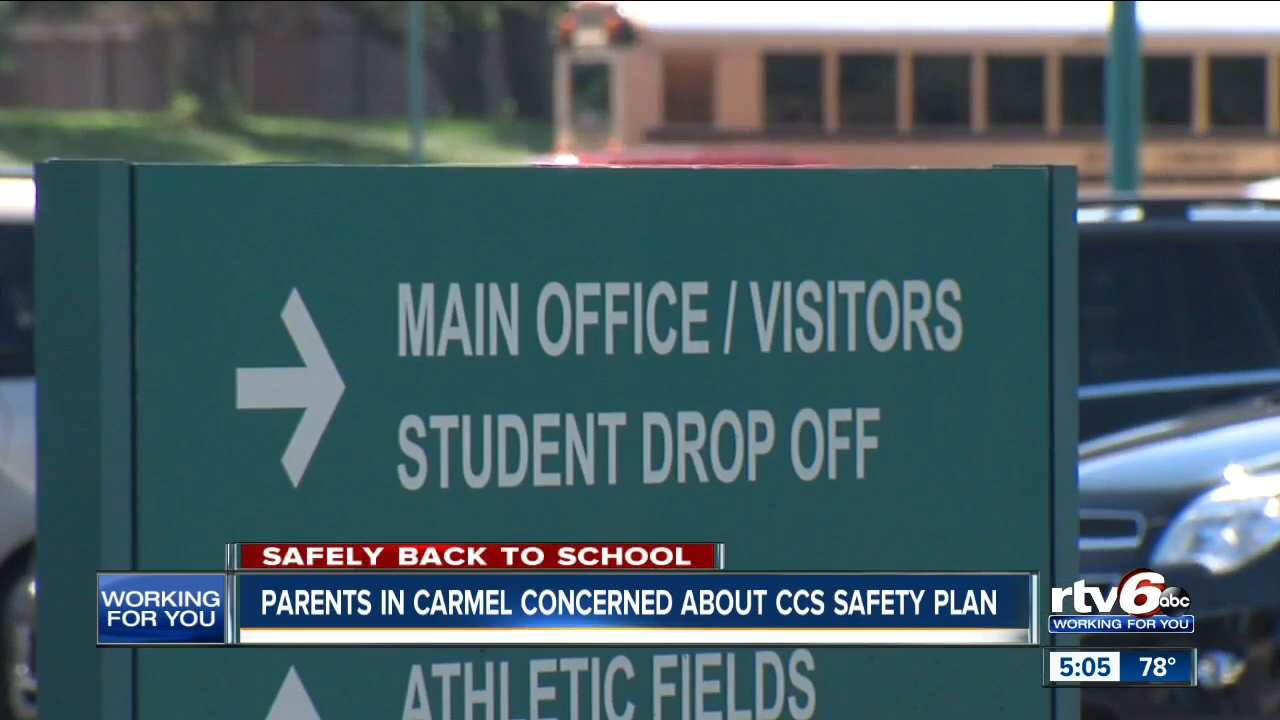 MAIN OFFICE / VISITORS
STUDENT DROP OFF
SAFELY BACK TO SCHOOL
WORKING
FOR YOU
PARENTS IN CARMEL CONCERNED ABOUT CCS SAFETY PLAN
rtv6 abc
WORKING FOR YOU
5:05 78°
ATHLETIC FIELDS